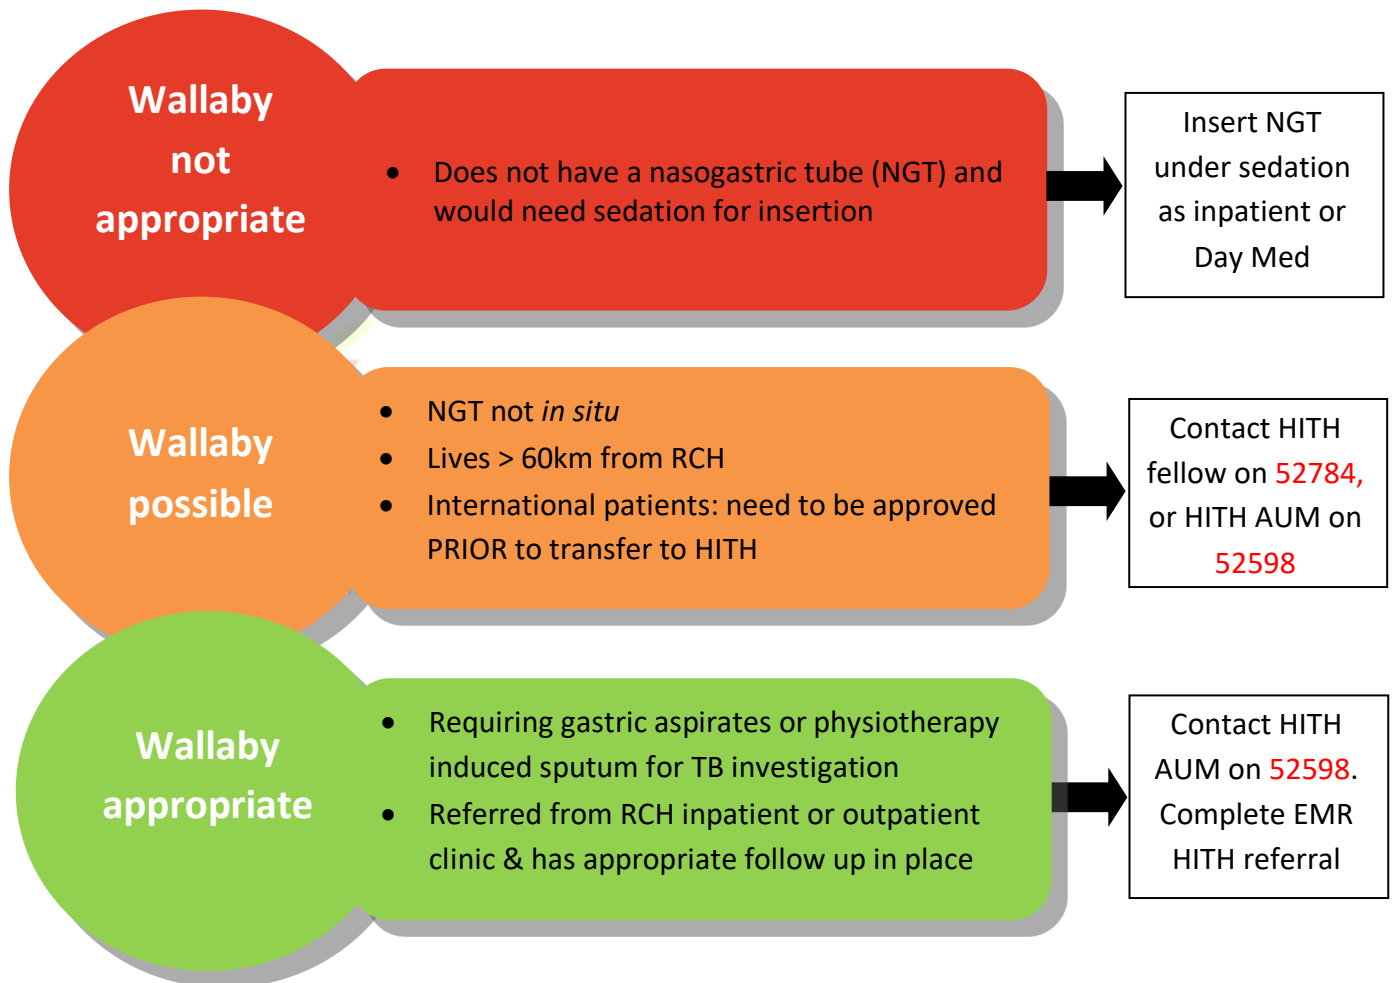 Wallaby
not
appropriate
• Does not have a nasogastric tube (NGT) and
would need sedation for insertion
Insert NGT
under sedation
as inpatient or
Day Med
Wallaby
possible
• NGT not in situ
• Lives > 60km from RCH
• International patients: need to be approved
PRIOR to transfer to HITH
Contact HITH
fellow on 52784,
or HITH AUM on
52598
Wallaby
appropriate
• Requiring gastric aspirates or physiotherapy
induced sputum for TB investigation
• Referred from RCH inpatient or outpatient
clinic & has appropriate follow up in place
Contact HITH
AUM on 52598.
Complete EMR
HITH referral